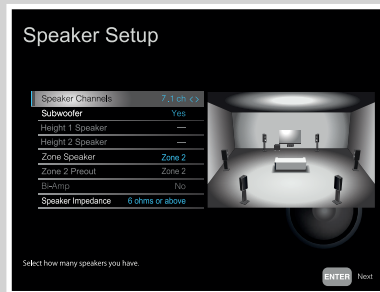 Speaker Setup
Speaker Channels 7.1 ch < >
Subwoofer Yes
Height 1 Speaker ---
Height 2 Speaker ---
Zone Speaker Zone 2
Zone 2 Preout Zone 2
Bi-Amp No
Speaker Impedance 6 ohms or above
Select how many speakers you have.
ENTER Next